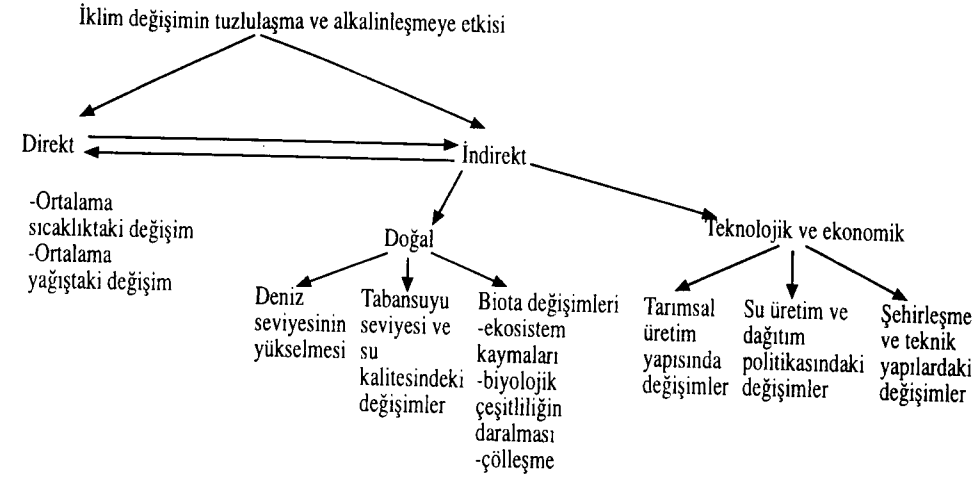 İklim değişimin tuzlulaşma ve alkalinleşmeye etkisi
Direkt
İndirekt
-Ortalama
sıcaklıktaki değişim
-Ortalama
yağıştaki değişim
Doğal
Teknolojik ve ekonomik
Deniz
seviyesinin
yükselmesi
Tabansuyu
seviyesi ve
su
kalitesindeki
değişimler
Biota değişimleri
-ekosistem
kaymaları
-biyolojik
çeşitliliğin
daralması
-çölleşme
Tarımsal
üretim
yapısında
değişimler
Su üretim ve
dağıtım
politikasındaki
değişimler
Şehirleşme
ve teknik
yapılardaki
değişimler